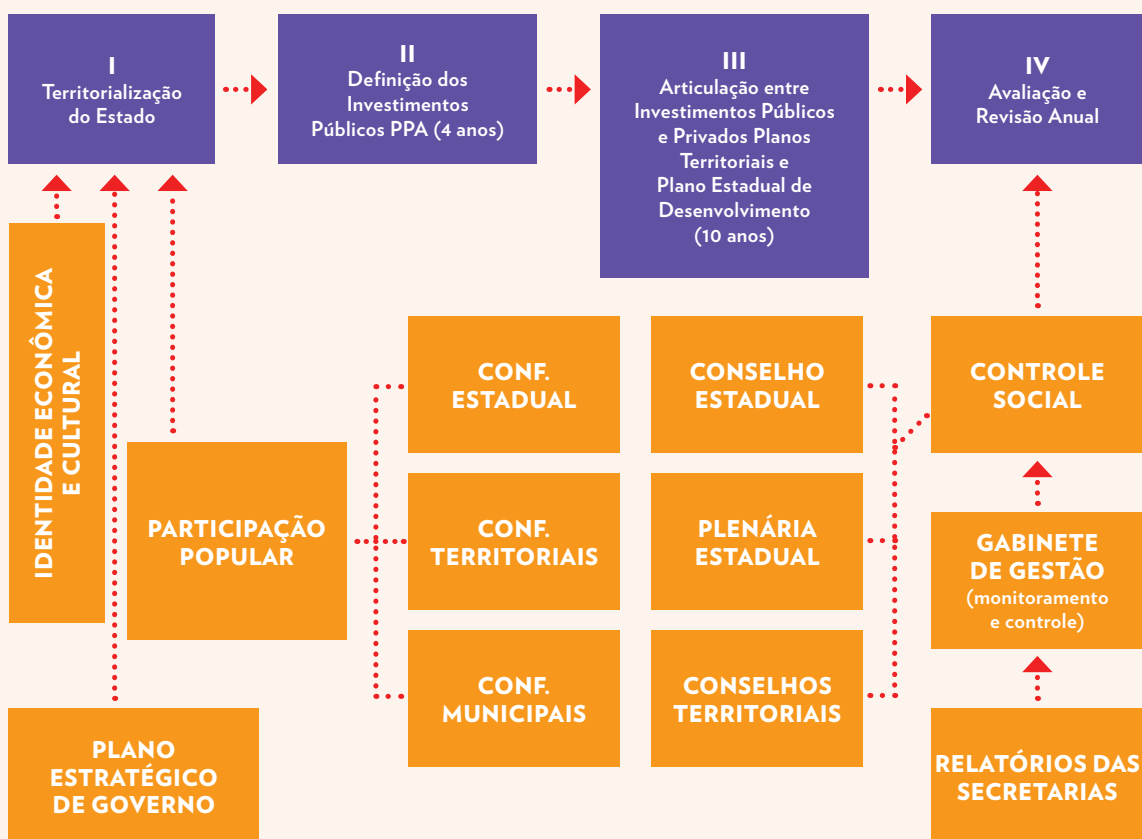 I
Territorialização
do Estado
II
Definição dos
Investimentos
Públicos PPA (4 anos)
III
Articulação entre
Investimentos Públicos
e Privados Planos
Territoriais e
Plano Estadual de
Desenvolvimento
(10 anos)
IV
Avaliação e
Revisão Anual
IDENTIDADE ECONÔMICA
E CULTURAL
PARTICIPAÇÃO
POPULAR
PLANO
ESTRATÉGICO
DE GOVERNO
CONF.
ESTADUAL
CONF.
TERRITORIAIS
CONF.
MUNICIPAIS
CONSELHO
ESTADUAL
PLENÁRIA
ESTADUAL
CONSELHOS
TERRITORIAIS
CONTROLE
SOCIAL
GABINETE
DE GESTÃO
(monitoramento
e controle)
RELATÓRIOS DAS
SECRETARIAS